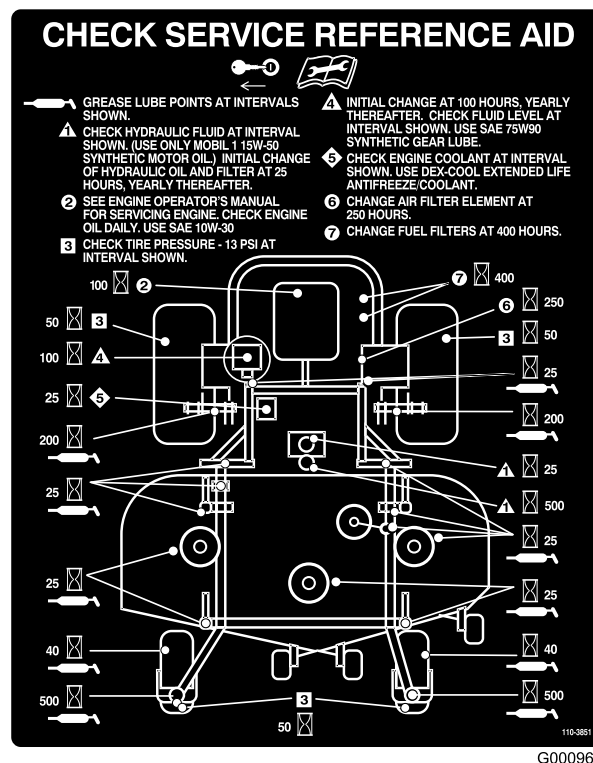 CHECK SERVICE REFERENCE AID
GREASE LUBE POINTS AT INTERVALS
SHOWN.
1 CHECK HYDRAULIC FLUID AT INTERVAL
SHOWN. (USE ONLY MOBIL 1 15W-50
SYNTHETIC MOTOR OIL.) INITIAL CHANGE
OF HYDRAULIC OIL AND FILTER AT 25
HOURS, YEARLY THEREAFTER.
2 SEE ENGINE OPERATOR'S MANUAL
FOR SERVICING ENGINE. CHECK ENGINE
OIL DAILY. USE SAE 10W-30
3 CHECK TIRE PRESSURE - 13 PSI AT
INTERVAL SHOWN.
4 INITIAL CHANGE AT 100 HOURS, YEARLY
THEREAFTER. CHECK FLUID LEVEL AT
INTERVAL SHOWN. USE SAE 75W90
SYNTHETIC GEAR LUBE.
5 CHECK ENGINE COOLANT AT INTERVAL
SHOWN. USE DEX-COOL EXTENDED LIFE
ANTIFREEZE/COOLANT.
6 CHANGE AIR FILTER ELEMENT AT
250 HOURS.
7 CHANGE FUEL FILTERS AT 400 HOURS.
100 2
50 3
100 4
25 5
200
25
25
40
500
7 400
6 250
3 50
25
200
1 25
1 500
25
25
40
500
3
50
110-3851
G00096